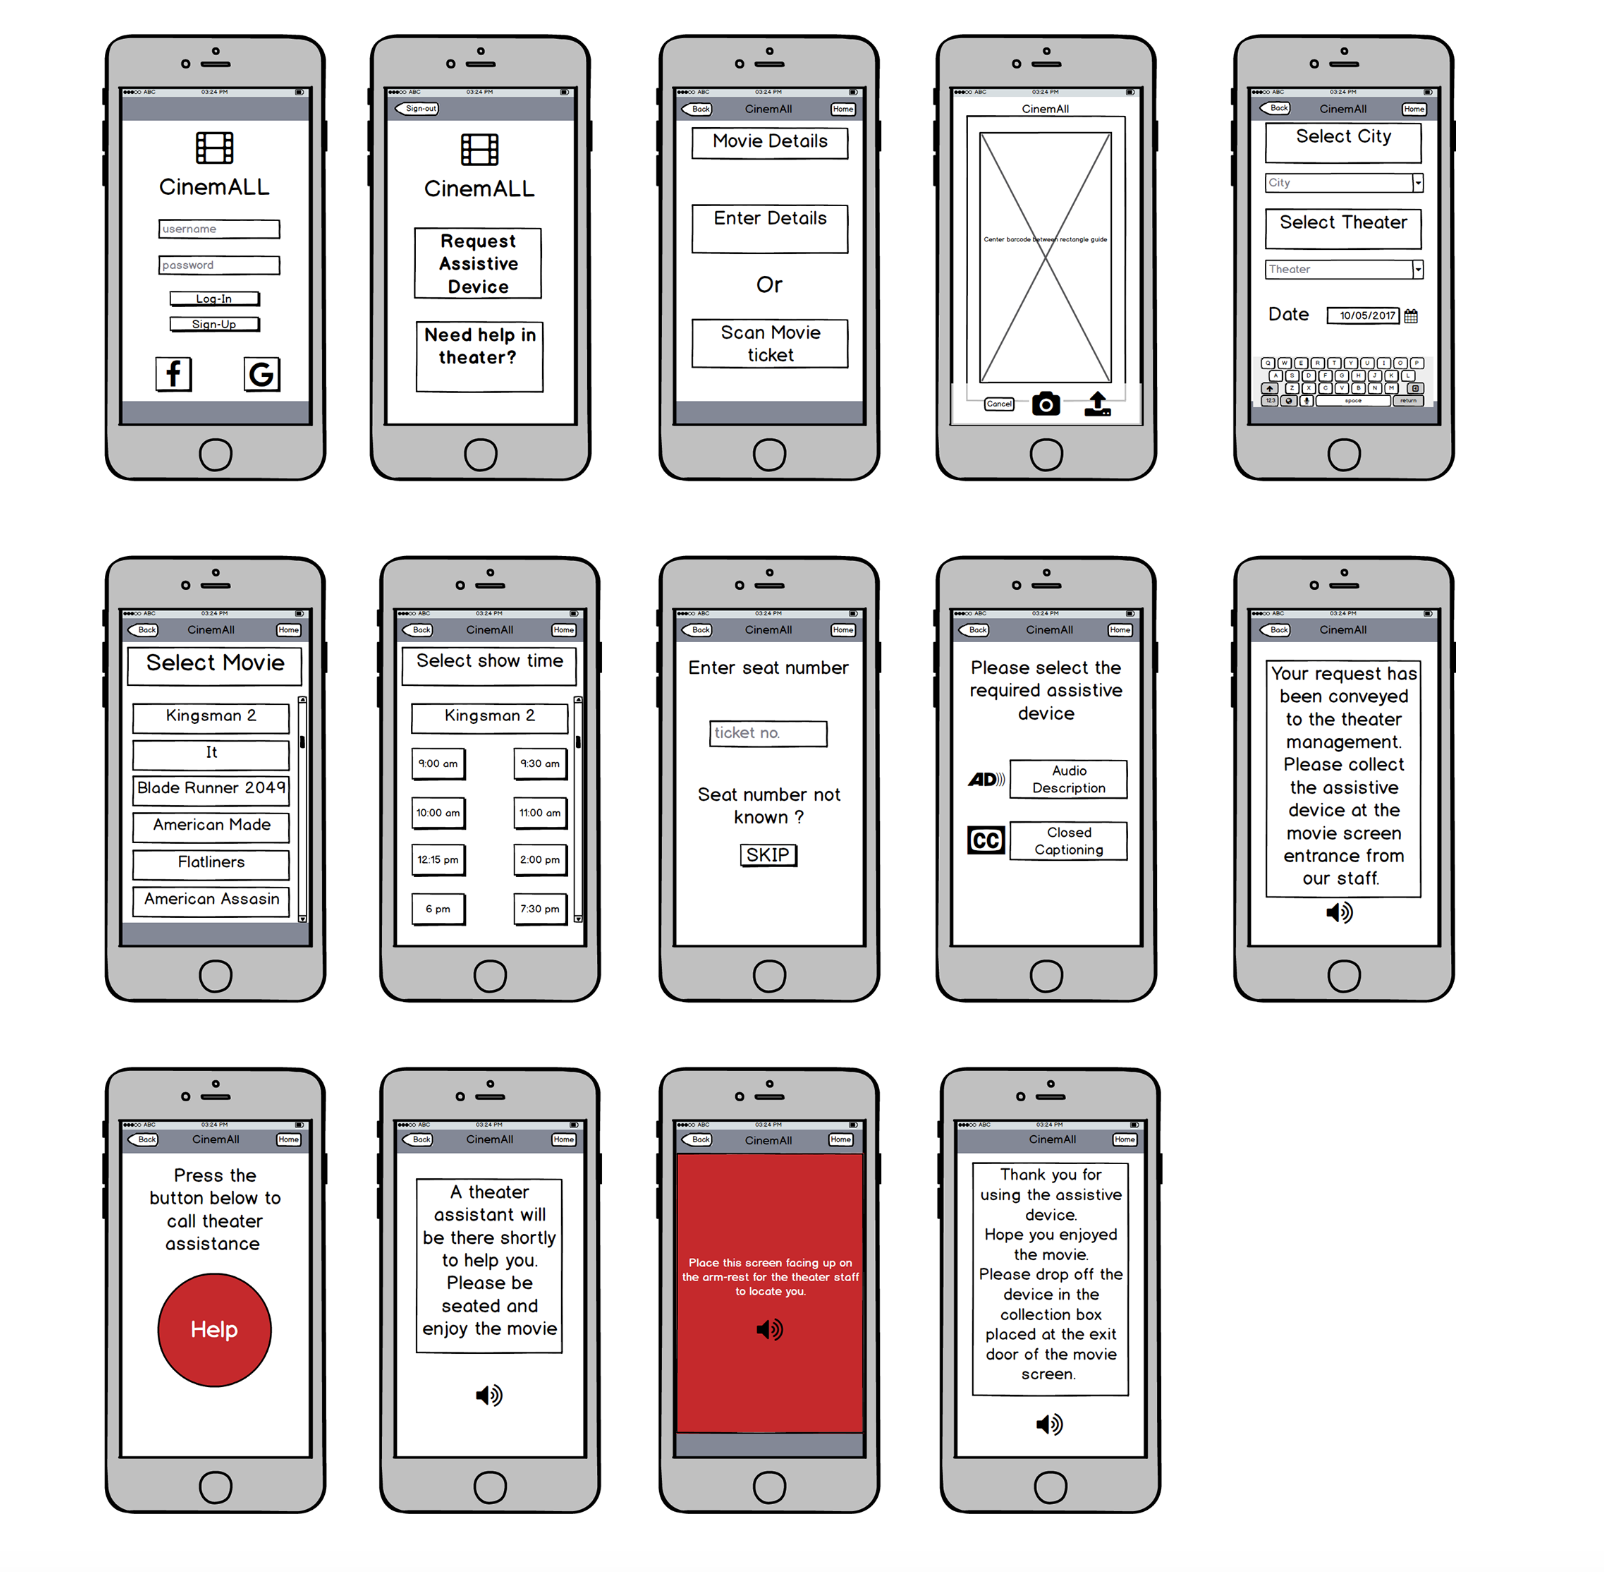 ●●●○○ ABC 03:24 PM
CinemALL
username
password
Log-In
Sign-Up
f G
●●●○○ ABC 03:24 PM
Sign-out
CinemALL
Request
Assistive
Device
Need help in
theater?
●●●○○ ABC 03:24 PM
Back CinemAll Home
Movie Details
Enter Details
Or
Scan Movie
ticket
●●●○○ ABC 03:24 PM
CinemAll
Center barcode between rectangle guide
Cancel
●●●○○ ABC 03:24 PM
Back CinemAll Home
Select City
City
Select Theater
Theater
Date 10/05/2017
Q W E R T Y U I O P
A S D F G H J K L
Z X C V B N M
123 space return
●●●○○ ABC 03:24 PM
Back CinemAll Home
Select Movie
Kingsman 2
It
Blade Runner 2049
American Made
Flatliners
American Assasin
●●●○○ ABC 03:24 PM
Back CinemAll Home
Select show time
Kingsman 2
9:00 am 9:30 am
10:00 am 11:00 am
12:15 pm 2:00 pm
6 pm 7:30 pm
●●●○○ ABC 03:24 PM
Back CinemAll Home
Enter seat number
ticket no.
Seat number not
known ?
SKIP
●●●○○ ABC 03:24 PM
Back CinemAll Home
Please select the
required assistive
device
AD Audio
Description
CC Closed
Captioning
●●●○○ ABC 03:24 PM
Back CinemAll
Your request has
been conveyed
to the theater
management.
Please collect
the assistive
device at the
movie screen
entrance from
our staff.
●●●○○ ABC 03:24 PM
Back CinemAll Home
Press the
button below to
call theater
assistance
Help
●●●○○ ABC 03:24 PM
Back CinemAll Home
A theater
assistant will
be there shortly
to help you.
Please be
seated and
enjoy the movie
●●●○○ ABC 03:24 PM
Back CinemAll Home
Place this screen facing up on
the arm-rest for the theater staff
to locate you.
●●●○○ ABC 03:24 PM
CinemAll Home
Thank you for
using the assistive
device.
Hope you enjoyed
the movie.
Please drop off the
device in the
collection box
placed at the exit
door of the movie
screen.